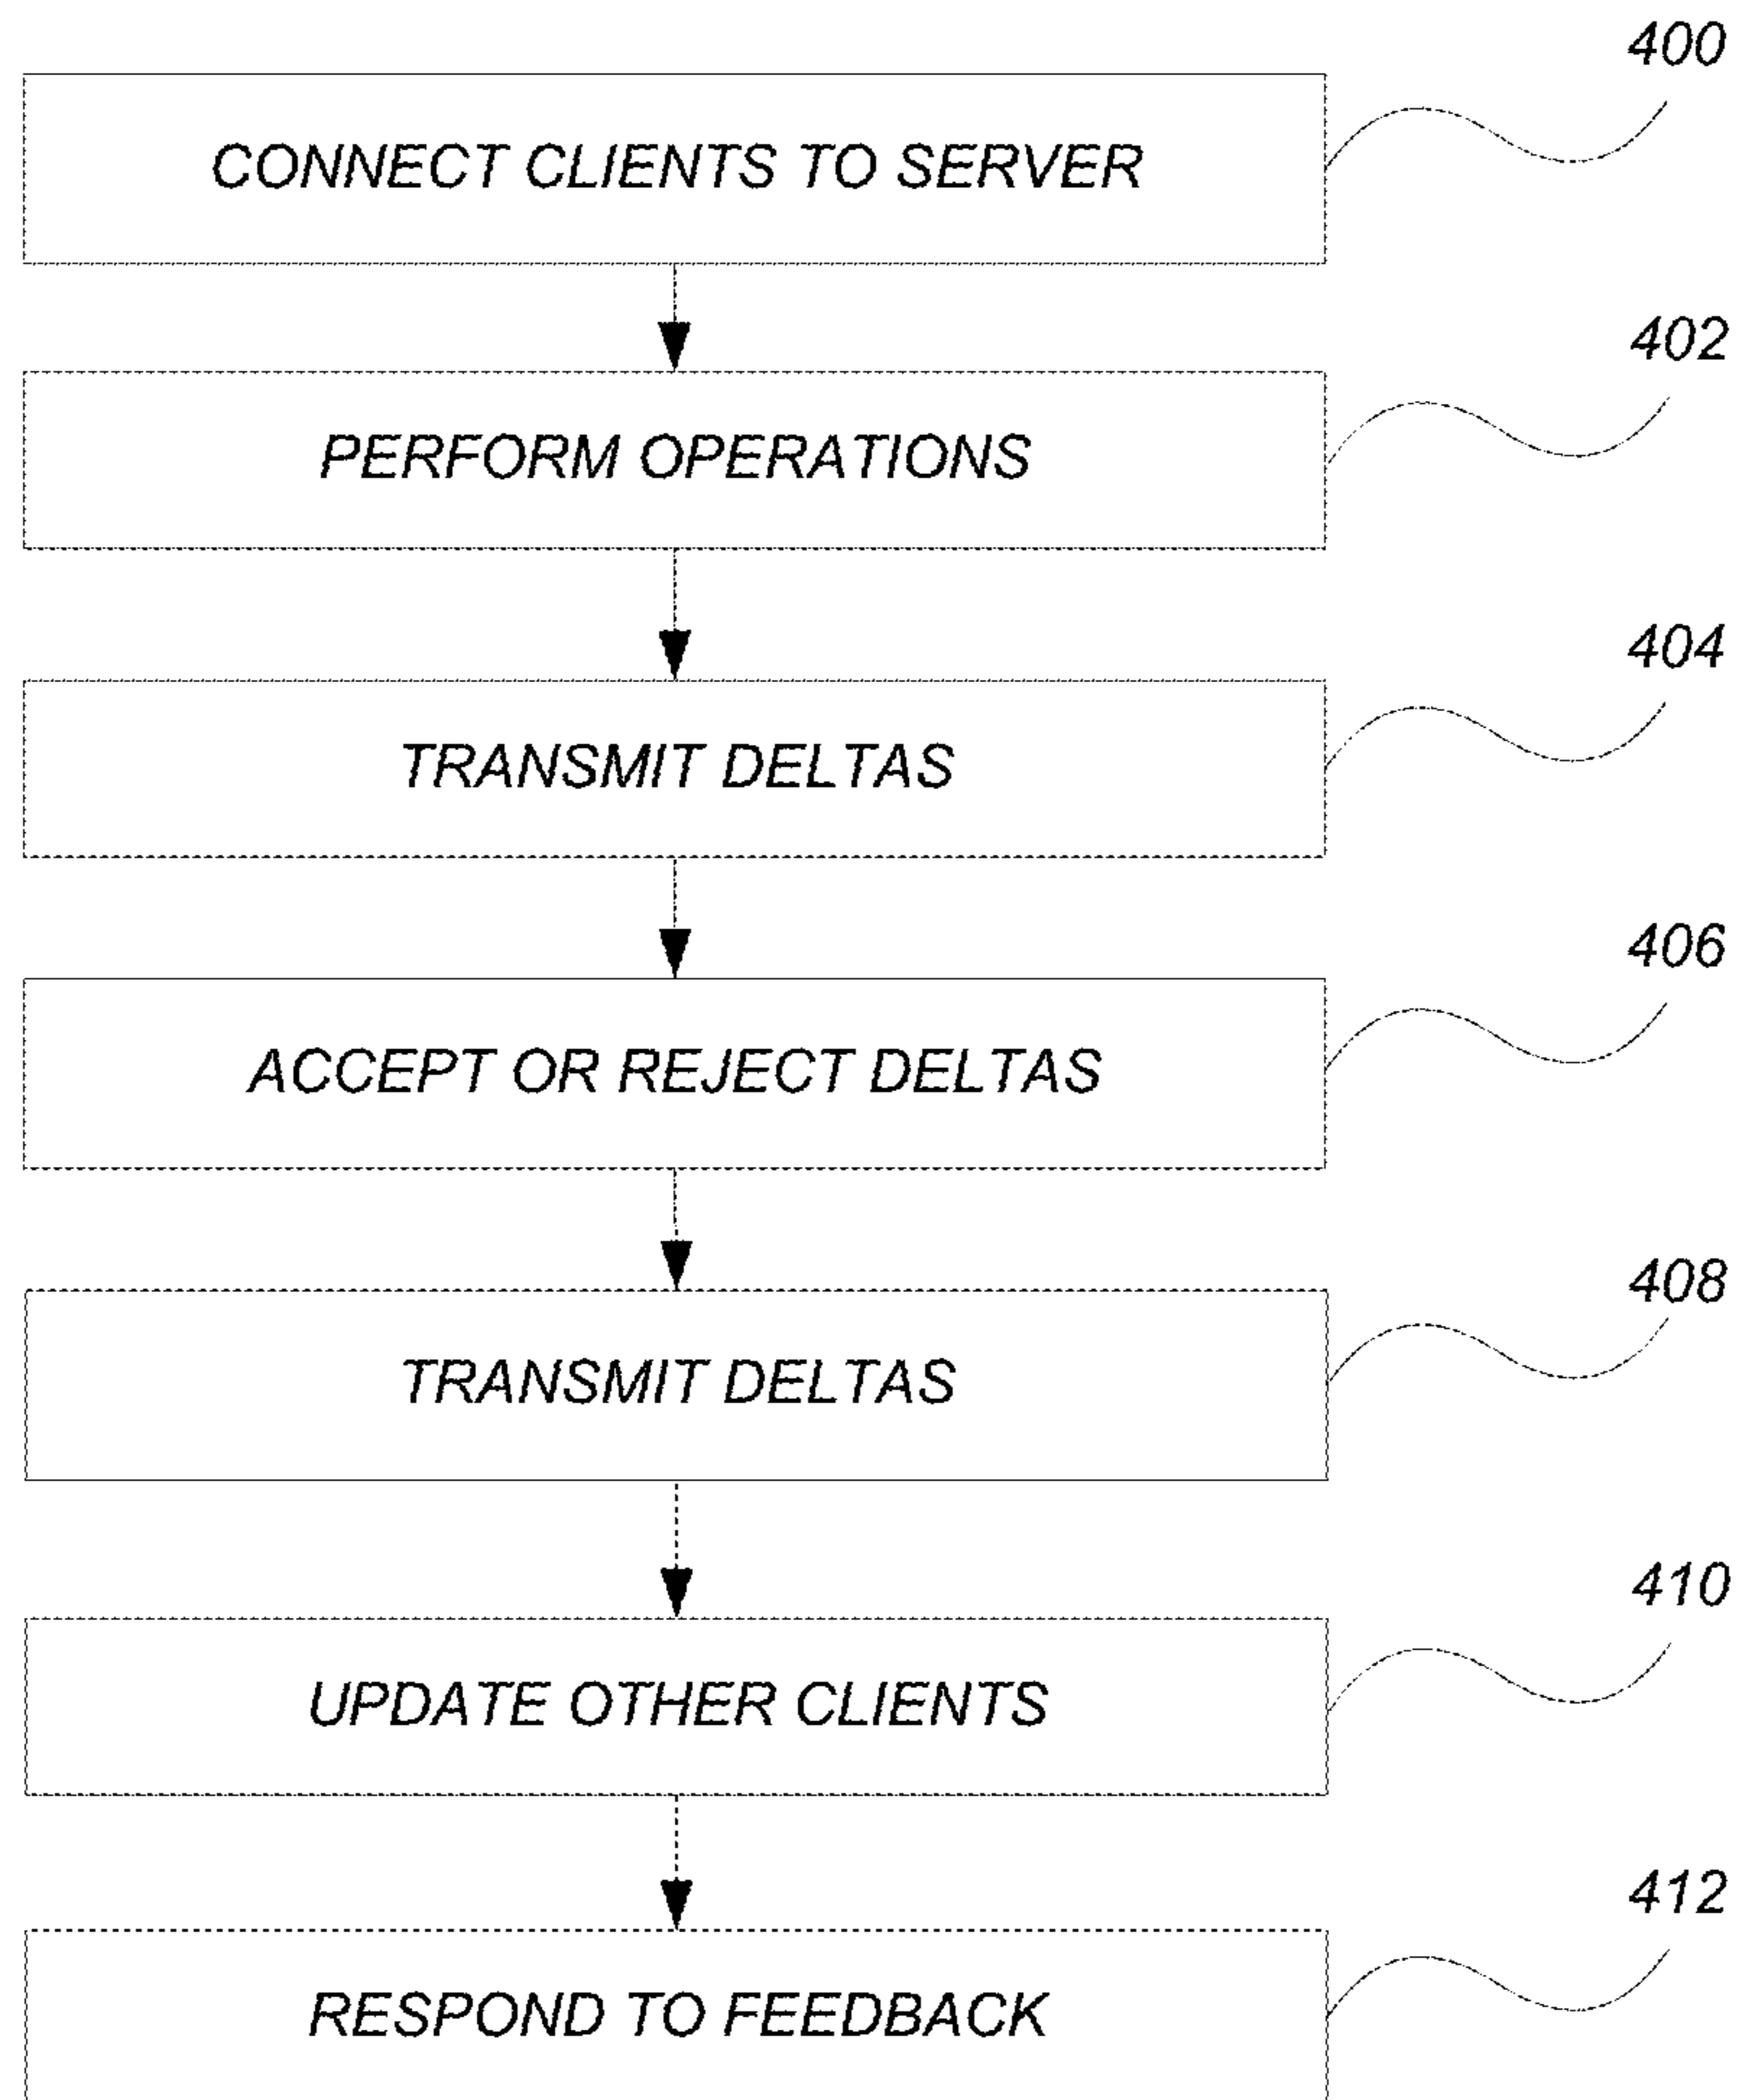 400
CONNECT CLIENTS TO SERVER
402
PERFORM OPERATIONS
404
TRANSMIT DELTAS
406
ACCEPT OR REJECT DELTAS
408
TRANSMIT DELTAS
410
UPDATE OTHER CLIENTS
412
RESPOND TO FEEDBACK